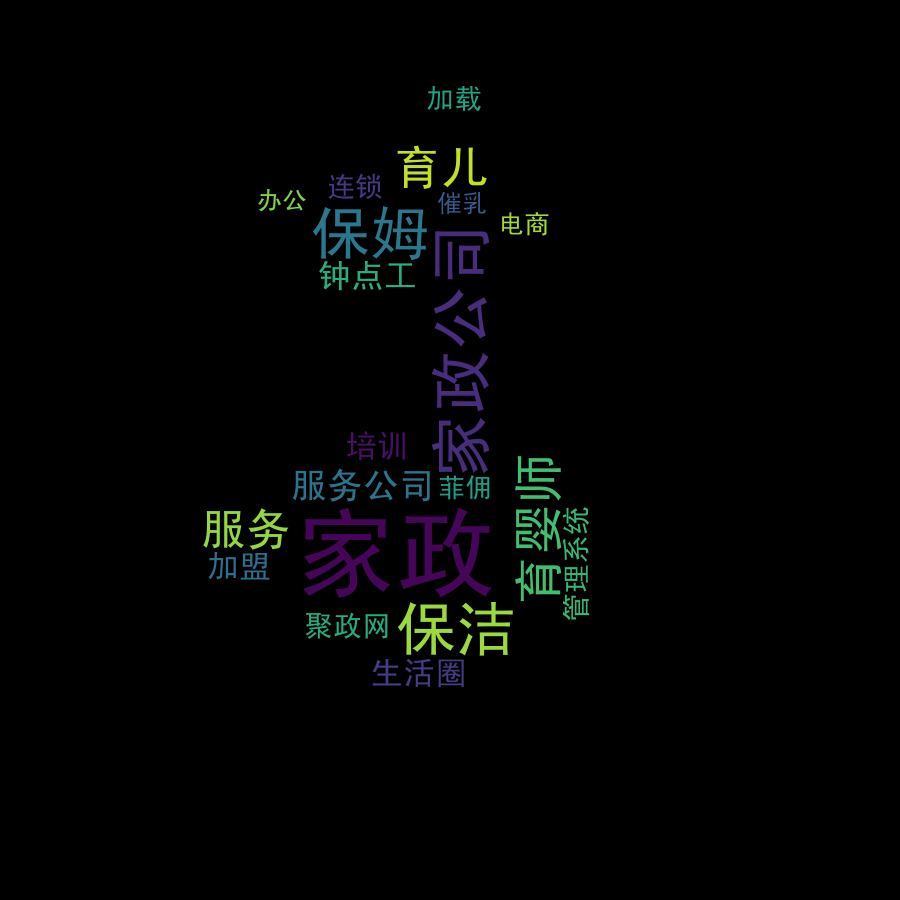 加载
育儿
连锁
办公
催乳
保姆
电商
钟点工
家政公司
培训
服务公司
菲佣
育婴师
服务
管理系统
加盟
家政
聚政网
保洁
生活圈